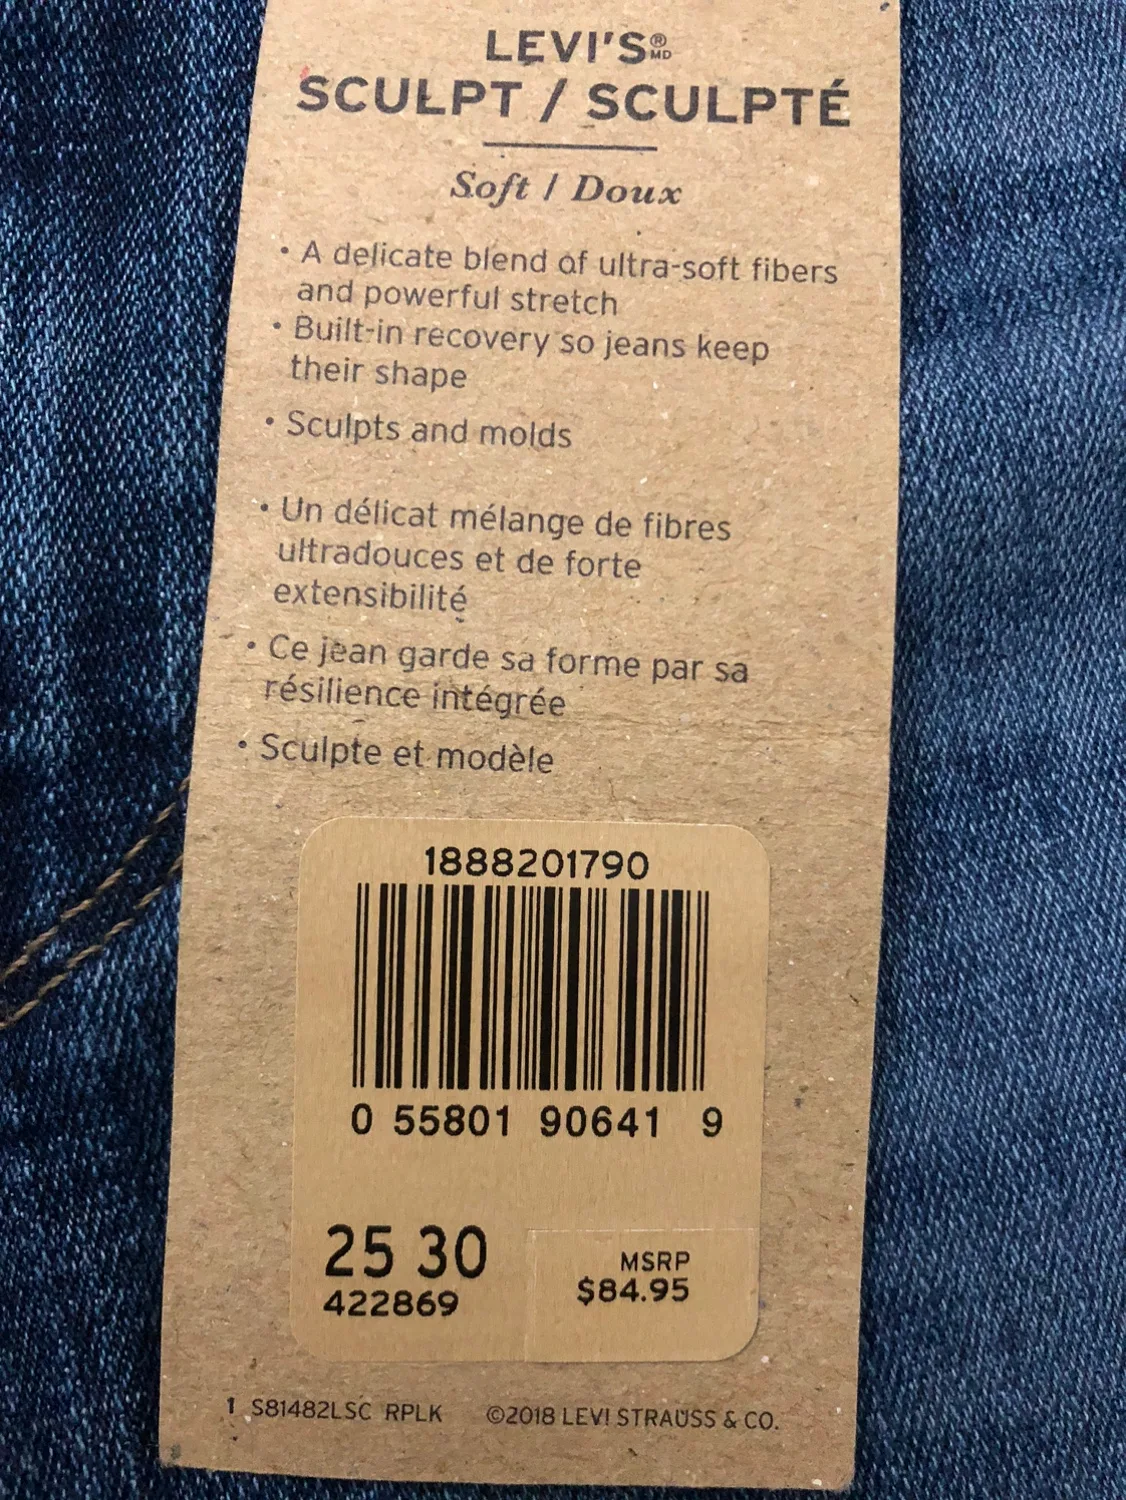 LEVI'S®MD
SCULPT / SCULPTÉ
Soft / Doux
• A delicate blend of ultra-soft fibers
and powerful stretch
• Built-in recovery so jeans keep
their shape
• Sculpts and molds
• Un délicat mélange de fibres
ultradouces et de forte
extensibilité
• Ce jean garde sa forme par sa
résilience intégrée
• Sculpte et modèle
1888201790
0 55801 90641 9
25 30
422869
MSRP
$84.95
1 S81482LSC RPLK ©2018 LEVI STRAUSS & CO.